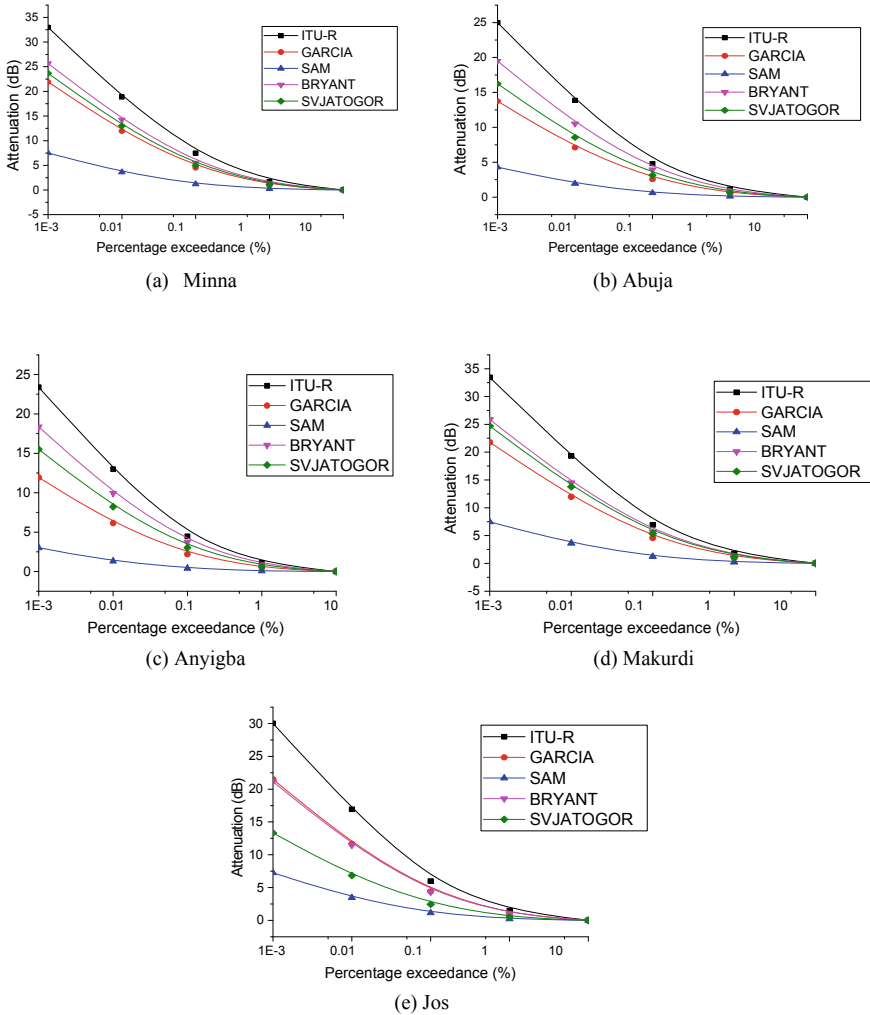 35
30
25
20
15
10
5
0
-5
Attenuation (dB)
ITU-R
GARCIA
SAM
BRYANT
SVJATOGOR
1E-3 0.01 0.1 1 10
Percentage exceedance (%)
(a) Minna
25
20
15
10
5
0
Attenuation (dB)
ITU-R
GARCIA
SAM
BRYANT
SVJATOGOR
1E-3 0.01 0.1 1 10
Percentage exceedance (%)
(b) Abuja
25
20
15
10
5
0
Attenuation (dB)
ITU-R
GARCIA
SAM
BRYANT
SVJATOGOR
1E-3 0.01 0.1 1 10
Percentage exceedance (%)
(c) Anyigba
35
30
25
20
15
10
5
0
-5
Attenuation (dB)
ITU-R
GARCIA
SAM
BRYANT
SVJATOGOR
1E-3 0.01 0.1 1 10
Percentage exceedance (%)
(d) Makurdi
30
25
20
15
10
5
0
Attenuation (dB)
ITU-R
GARCIA
SAM
BRYANT
SVJATOGOR
1E-3 0.01 0.1 1 10
Percentage exceedance (%)
(e) Jos